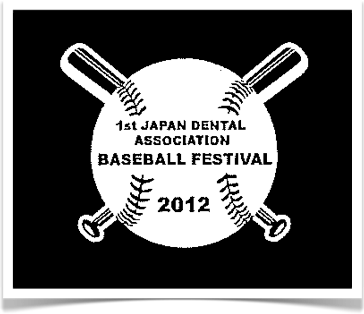 1st JAPAN DENTAL
ASSOCIATION
BASEBALL FESTIVAL
2012